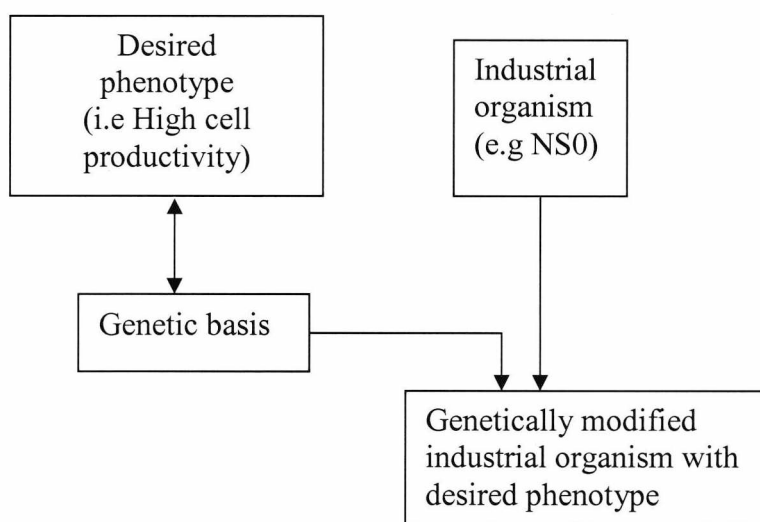 Desired
phenotype
(i.e High cell
productivity)
Industrial
organism
(e.g NS0)
Genetic basis
Genetically modified
industrial organism with
desired phenotype